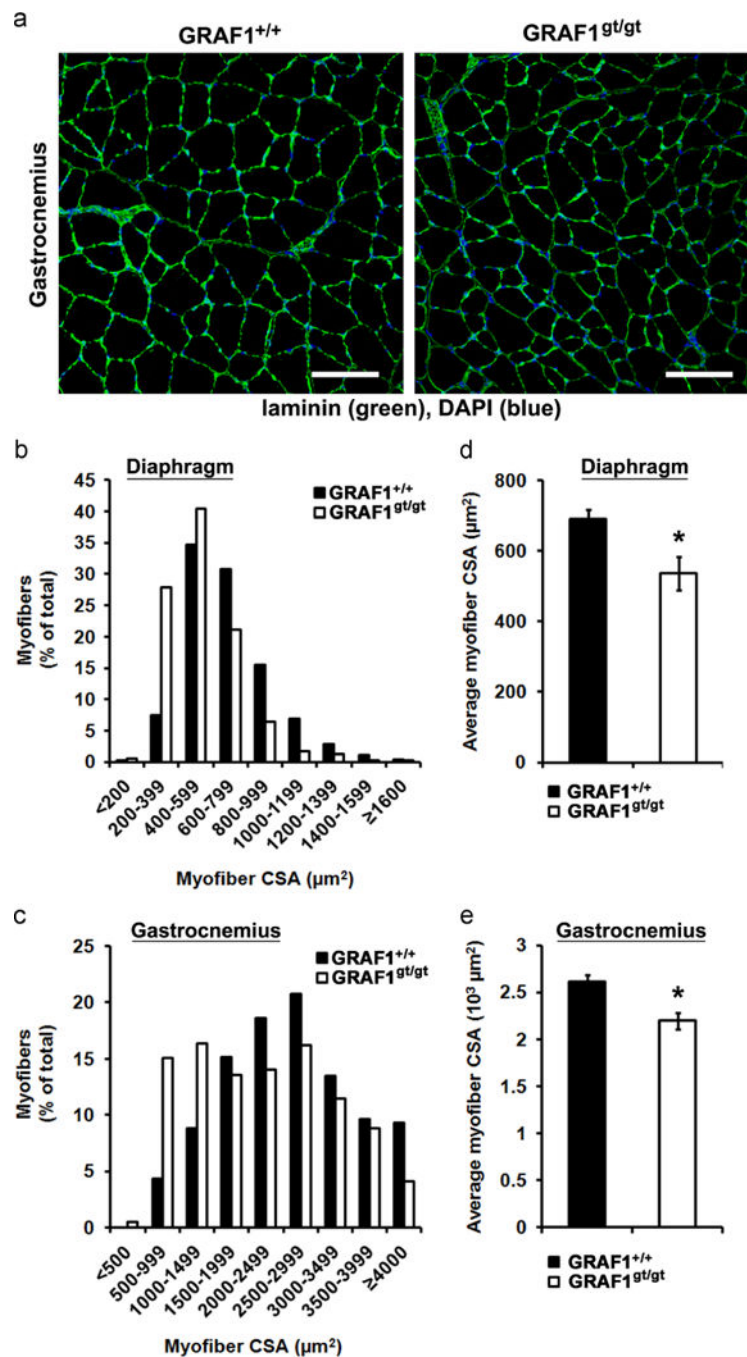 a
GRAF1+/+
GRAF1gt/gt
Gastrocnemius
laminin (green), DAPI (blue)
b
Diaphragm
GRAF1+/+
GRAF1gt/gt
Myofibers
(% of total)
45
40
35
30
25
20
15
10
5
0
<200
200-399
400-599
600-799
800-999
1000-1199
1200-1399
1400-1599
≥1600
Myofiber CSA (µm²)
d
Diaphragm
Average myofiber CSA (µm²)
800
600
400
200
0
*
GRAF1+/+
GRAF1gt/gt
c
Gastrocnemius
GRAF1+/+
GRAF1gt/gt
Myofibers
(% of total)
25
20
15
10
5
0
<500
500-999
1000-1499
1500-1999
2000-2499
2500-2999
3000-3499
3500-3999
≥4000
Myofiber CSA (µm²)
e
Gastrocnemius
Average myofiber CSA (10³ µm²)
3
2.5
2
1.5
1
0.5
0
*
GRAF1+/+
GRAF1gt/gt